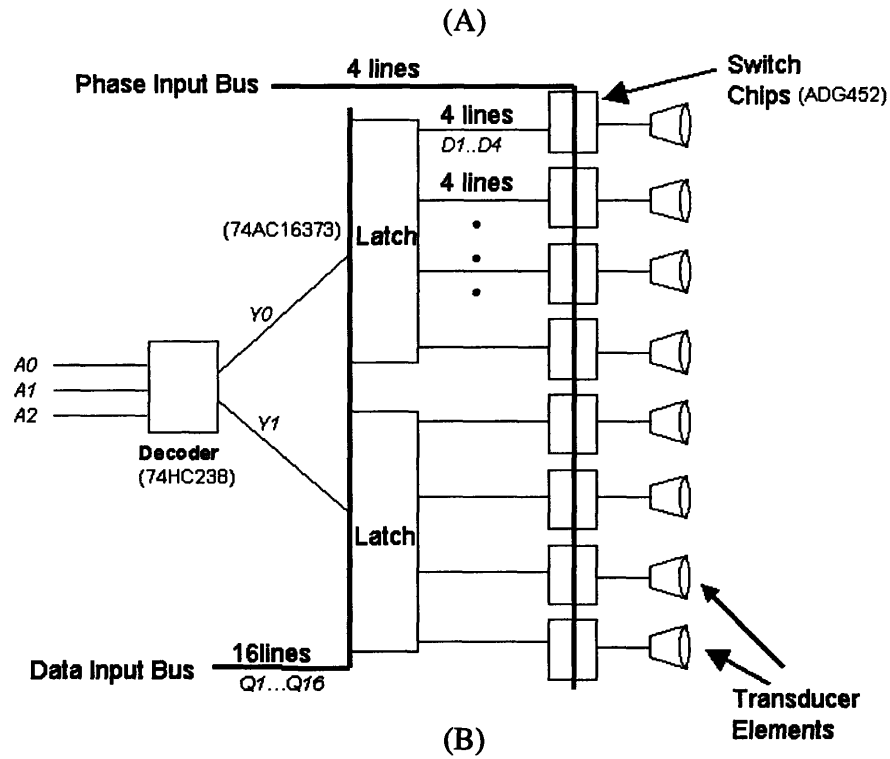 (A)
Phase Input Bus
4 lines
Switch
Chips (ADG452)
4 lines
D1..D4
4 lines
(74AC16373)
Latch
Y0
A0
A1
A2
Y1
Decoder
(74HC238)
Latch
16lines
Data Input Bus
Q1...Q16
Transducer
Elements
(B)